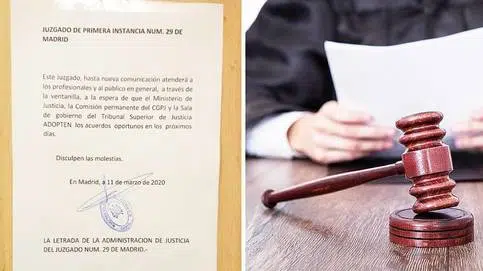 JUZGADO DE PRIMERA INSTANCIA NUM. 29 DE
MADRID
Este Juzgado, hasta nueva comunicación atenderá a
los profesionales y al público en general, a través de
la ventanilla, a la espera de que el Ministerio de
Justicia, la Comisión permanente del CGPJ y la Sala
de gobierno del Tribunal Superior de Justicia
ADOPTEN los acuerdos oportunos en los próximos
días.
Disculpen las molestias.
En Madrid, a 11 de marzo de 2020
LA LETRADA DE LA ADMINISTRACION DE JUSTICIA
DEL JUZGADO NUM. 29 DE MADRID.-